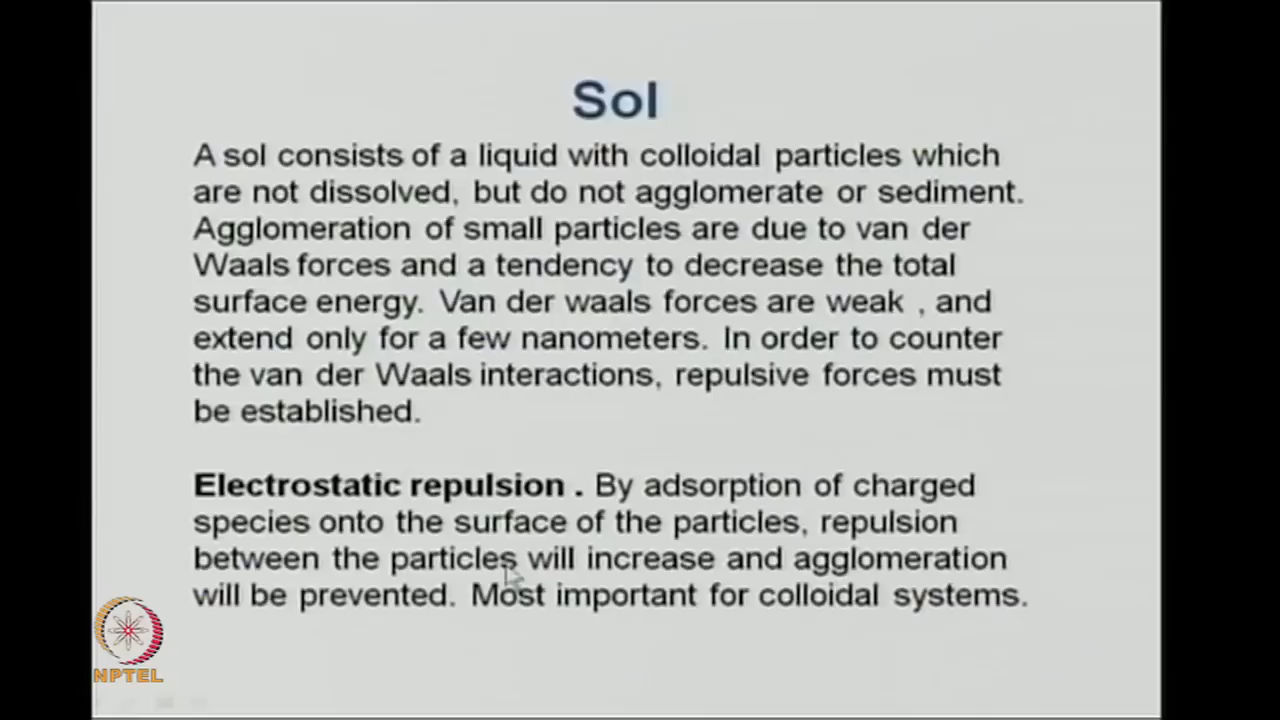 Sol
A sol consists of a liquid with colloidal particles which
are not dissolved, but do not agglomerate or sediment.
Agglomeration of small particles are due to van der
Waals forces and a tendency to decrease the total
surface energy. Van der waals forces are weak , and
extend only for a few nanometers. In order to counter
the van der Waals interactions, repulsive forces must
be established.
Electrostatic repulsion . By adsorption of charged
species onto the surface of the particles, repulsion
between the particles will increase and agglomeration
will be prevented. Most important for colloidal systems.
NPTEL